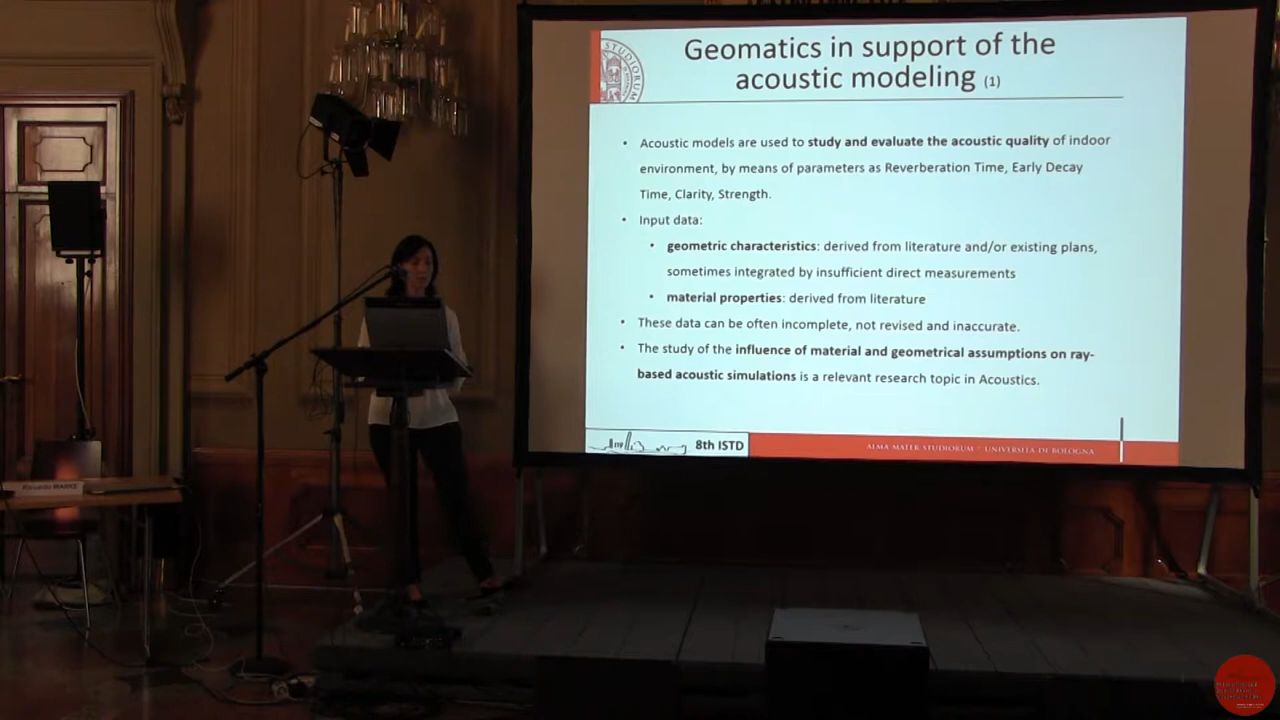 Geomatics in support of the
acoustic modeling (1)
• Acoustic models are used to study and evaluate the acoustic quality of indoor
environment, by means of parameters as Reverberation Time, Early Decay
Time, Clarity, Strength.
• Input data:
• geometric characteristics: derived from literature and/or existing plans,
sometimes integrated by insufficient direct measurements
• material properties: derived from literature
• These data can be often incomplete, not revised and inaccurate.
• The study of the influence of material and geometrical assumptions on ray-
based acoustic simulations is a relevant research topic in Acoustics.
8th ISTD
ALMA MATER STUDIORUM UNIVERSITÀ DI BOLOGNA